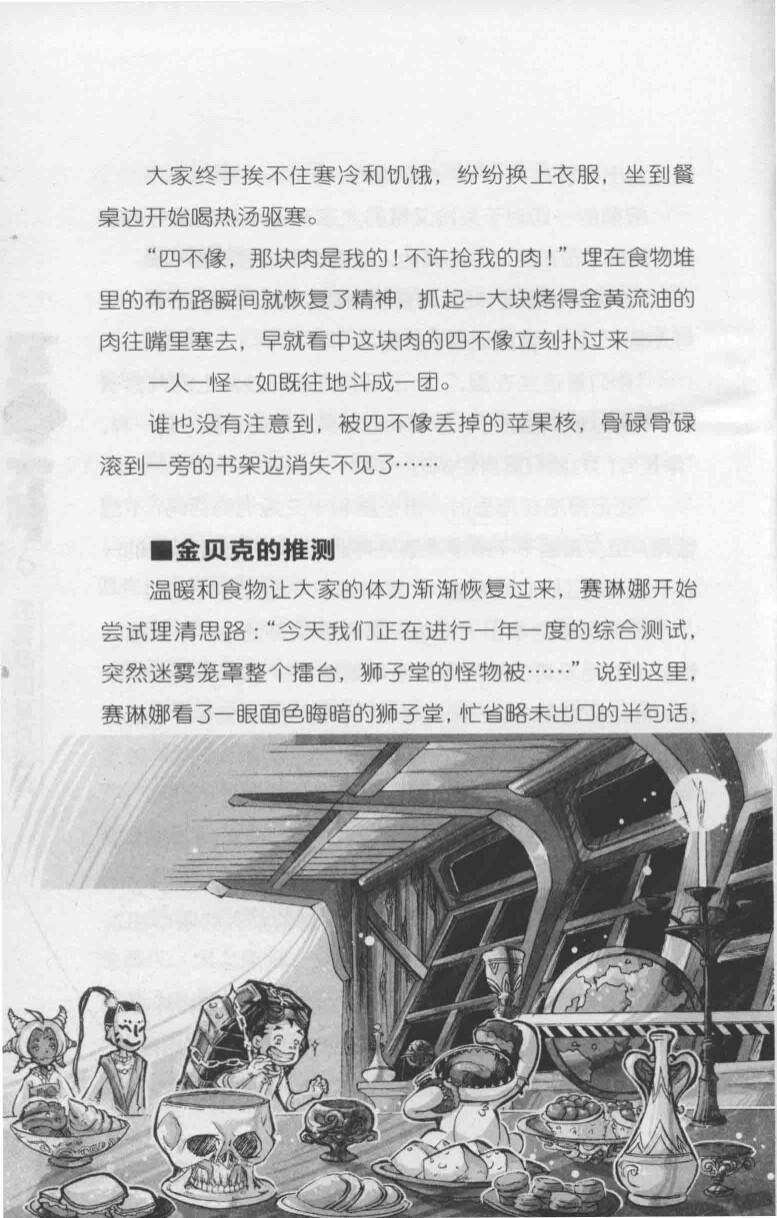 大家终于挨不住寒冷和饥饿，纷纷换上衣服，坐到餐
桌边开始喝热汤驱寒。
“四不像，那块肉是我的！不许抢我的肉！”埋在食物堆
里的布布路瞬间就恢复了精神，抓起一大块烤得金黄流油的
肉往嘴里塞去，早就看中这块肉的四不像立刻扑过来——
一人一怪一如既往地斗成一团。
谁也没有注意到，被四不像丢掉的苹果核，骨碌骨碌
滚到一旁的书架边消失不见了……
■金贝克的推测
温暖和食物让大家的体力渐渐恢复过来，赛琳娜开始
尝试理清思路：“今天我们正在进行一年一度的综合测试，
突然迷雾笼罩整个擂台，狮子堂的怪物被……”说到这里，
赛琳娜看了一眼面色晦暗的狮子堂，忙省略未出口的半句话，